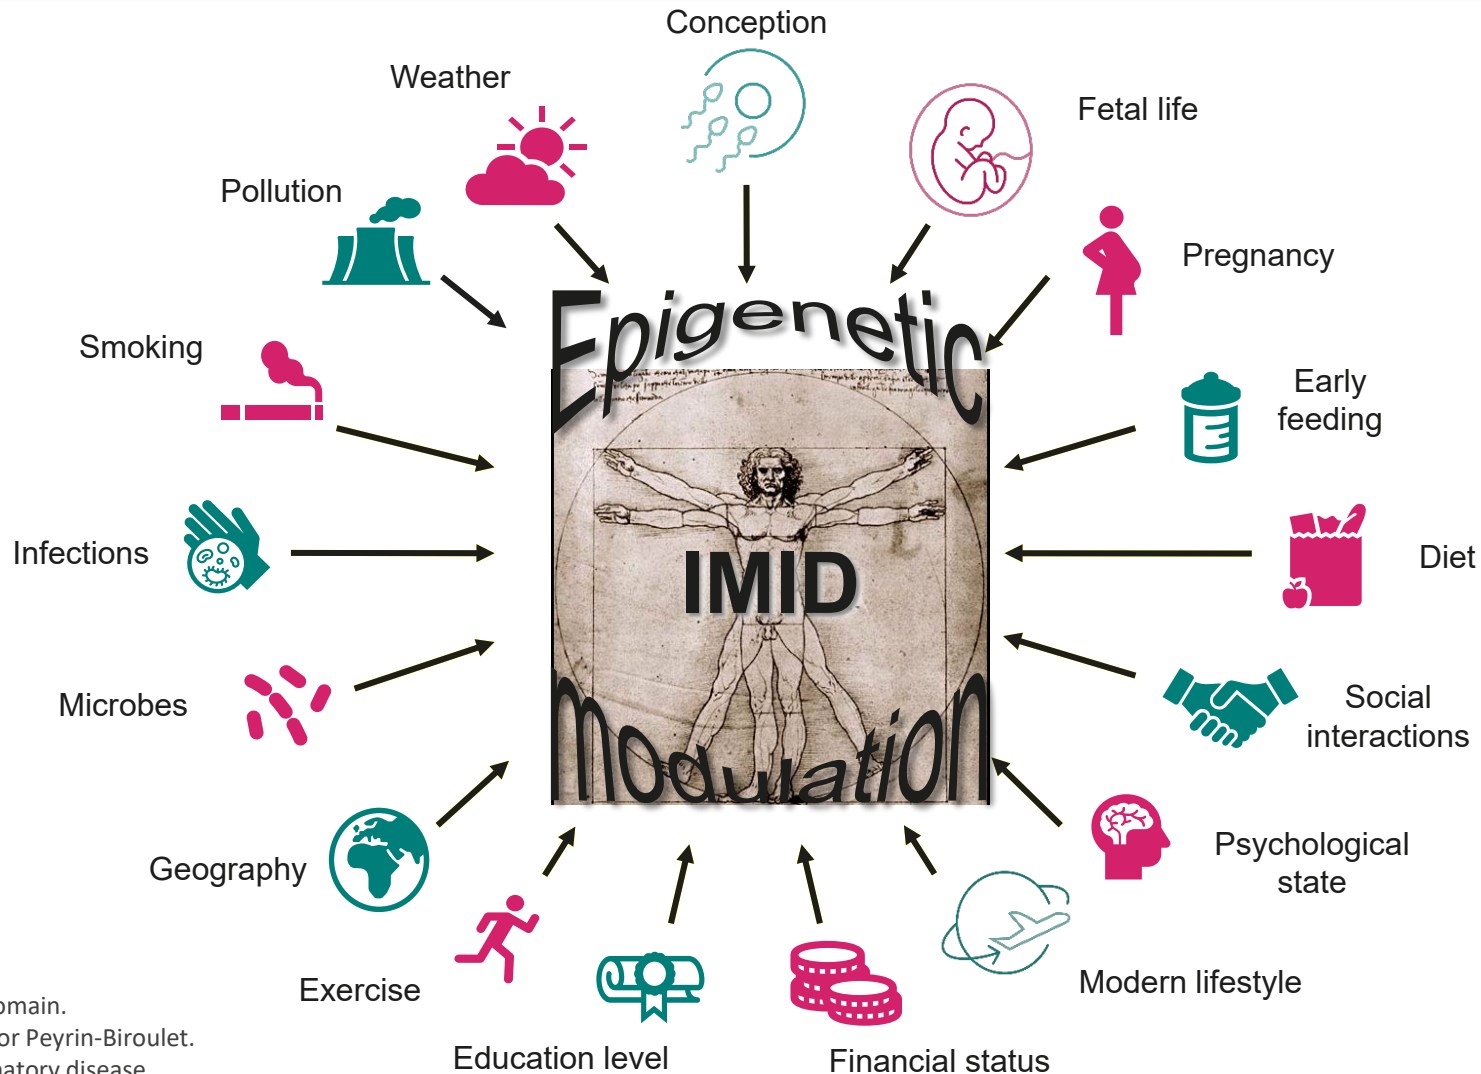 Conception
Weather
Fetal life
Pollution
Pregnancy
Smoking
Epigenetic
Early
feeding
Infections
IMID
Diet
Microbes
modulation
Social
interactions
Geography
Psychological
state
Exercise
Modern lifestyle
Education level
Financial status
or Peyrin-Biroulet.
disease